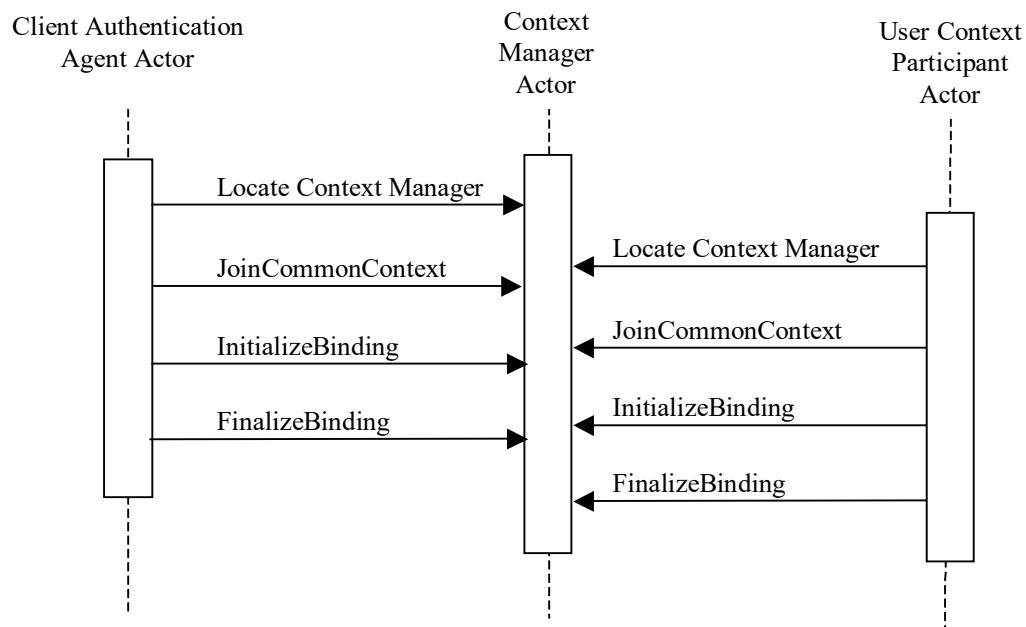 Client Authentication
Agent Actor
Context
Manager
Actor
User Context
Participant
Actor
Locate Context Manager
Locate Context Manager
JoinCommonContext
JoinCommonContext
InitializeBinding
InitializeBinding
FinalizeBinding
FinalizeBinding